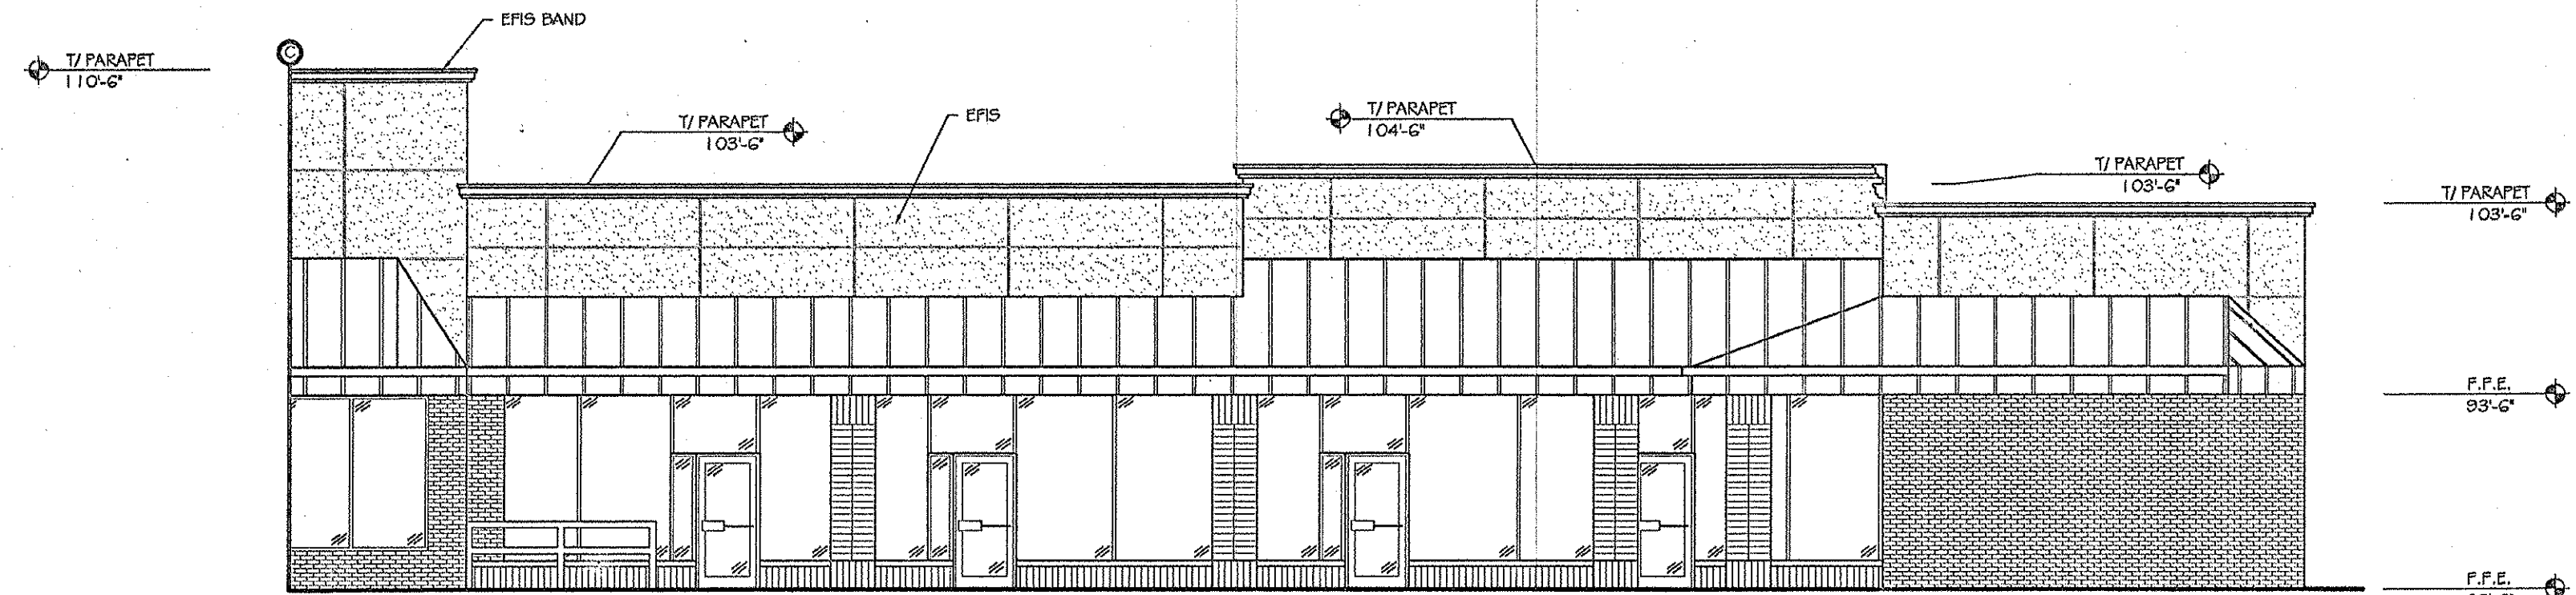 EFIS BAND
C
T/ PARAPET
110'-6"
T/ PARAPET
103'-6"
EFIS
T/ PARAPET
104'-6"
T/ PARAPET
103'-6"
T/ PARAPET
103'-6"
F.F.E.
93'-6"
F.F.E.